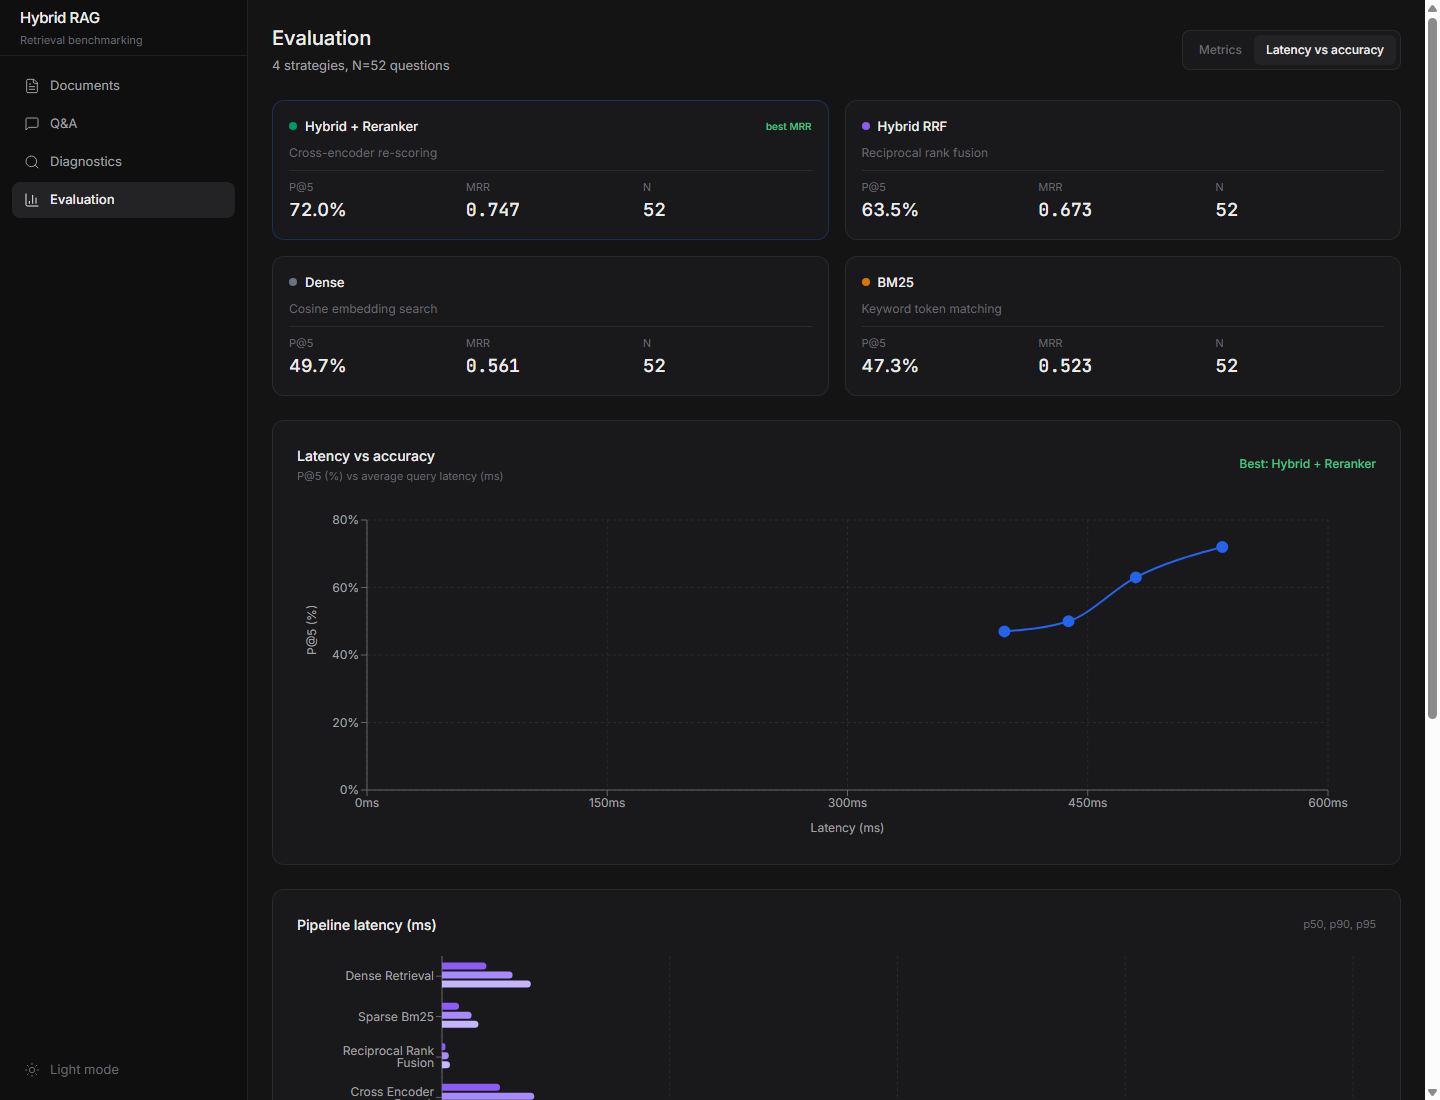 Hybrid RAG
Retrieval benchmarking
Documents
Q&A
Diagnostics
Evaluation
Light mode
Evaluation
4 strategies, N=52 questions
Metrics
Latency vs accuracy
Hybrid + Reranker
best MRR
Cross-encoder re-scoring
P@5 MRR N
72.0% 0.747 52
Hybrid RRF
Reciprocal rank fusion
P@5 MRR N
63.5% 0.673 52
Dense
Cosine embedding search
P@5 MRR N
49.7% 0.561 52
BM25
Keyword token matching
P@5 MRR N
47.3% 0.523 52
Latency vs accuracy
P@5 (%) vs average query latency (ms)
Best: Hybrid + Reranker
80%
60%
40%
20%
0%
P@5 (%)
0ms 150ms 300ms 450ms 600ms
Latency (ms)
Pipeline latency (ms)
p50, p90, p95
Dense Retrieval
Sparse Bm25
Reciprocal Rank
Fusion
Cross Encoder